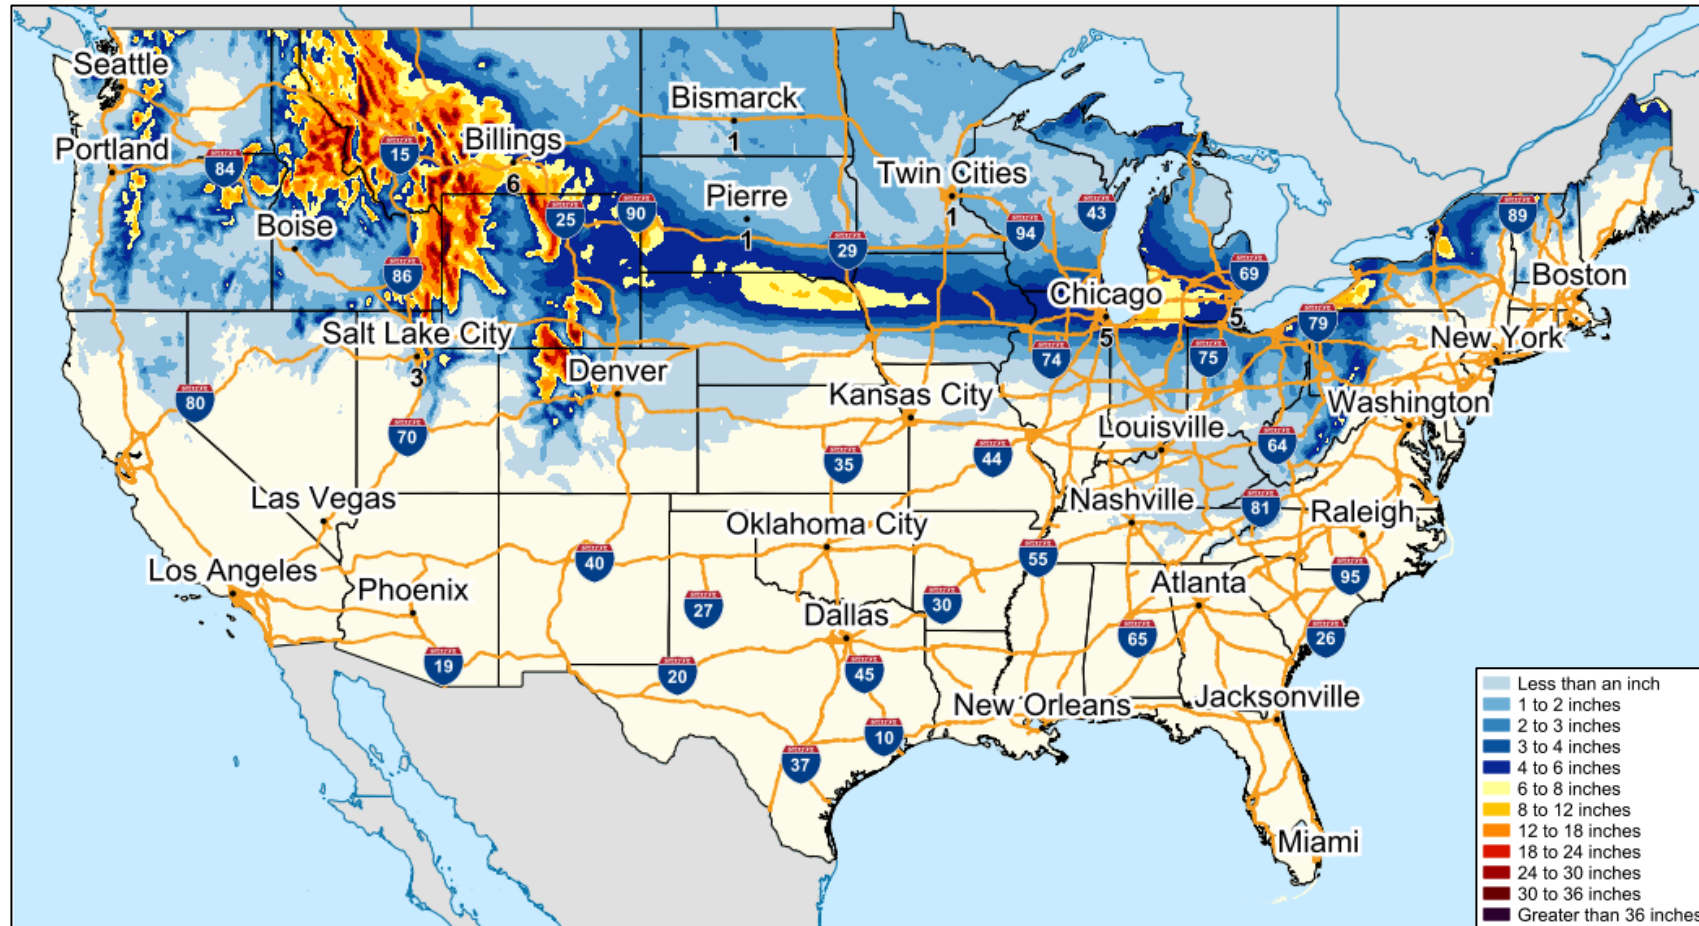 Seattle
Portland
84
15
Billings
6
Bismarck
1
Pierre
1
Twin Cities
1
25
90
29
94
43
69
89
Boise
86
Chicago
5
5
Boston
79
New York
Salt Lake City
3
Denver
74
75
80
70
Kansas City
Washington
Louisville
64
35
44
Las Vegas
Nashville
81
Raleigh
Oklahoma City
Los Angeles
Phoenix
40
55
95
27
30
Atlanta
Dallas
65
26
19
20
45
New Orleans
Jacksonville
10
37
Miami
Less than an inch
1 to 2 inches
2 to 3 inches
3 to 4 inches
4 to 6 inches
6 to 8 inches
8 to 12 inches
12 to 18 inches
18 to 24 inches
24 to 30 inches
30 to 36 inches
Greater than 36 inches